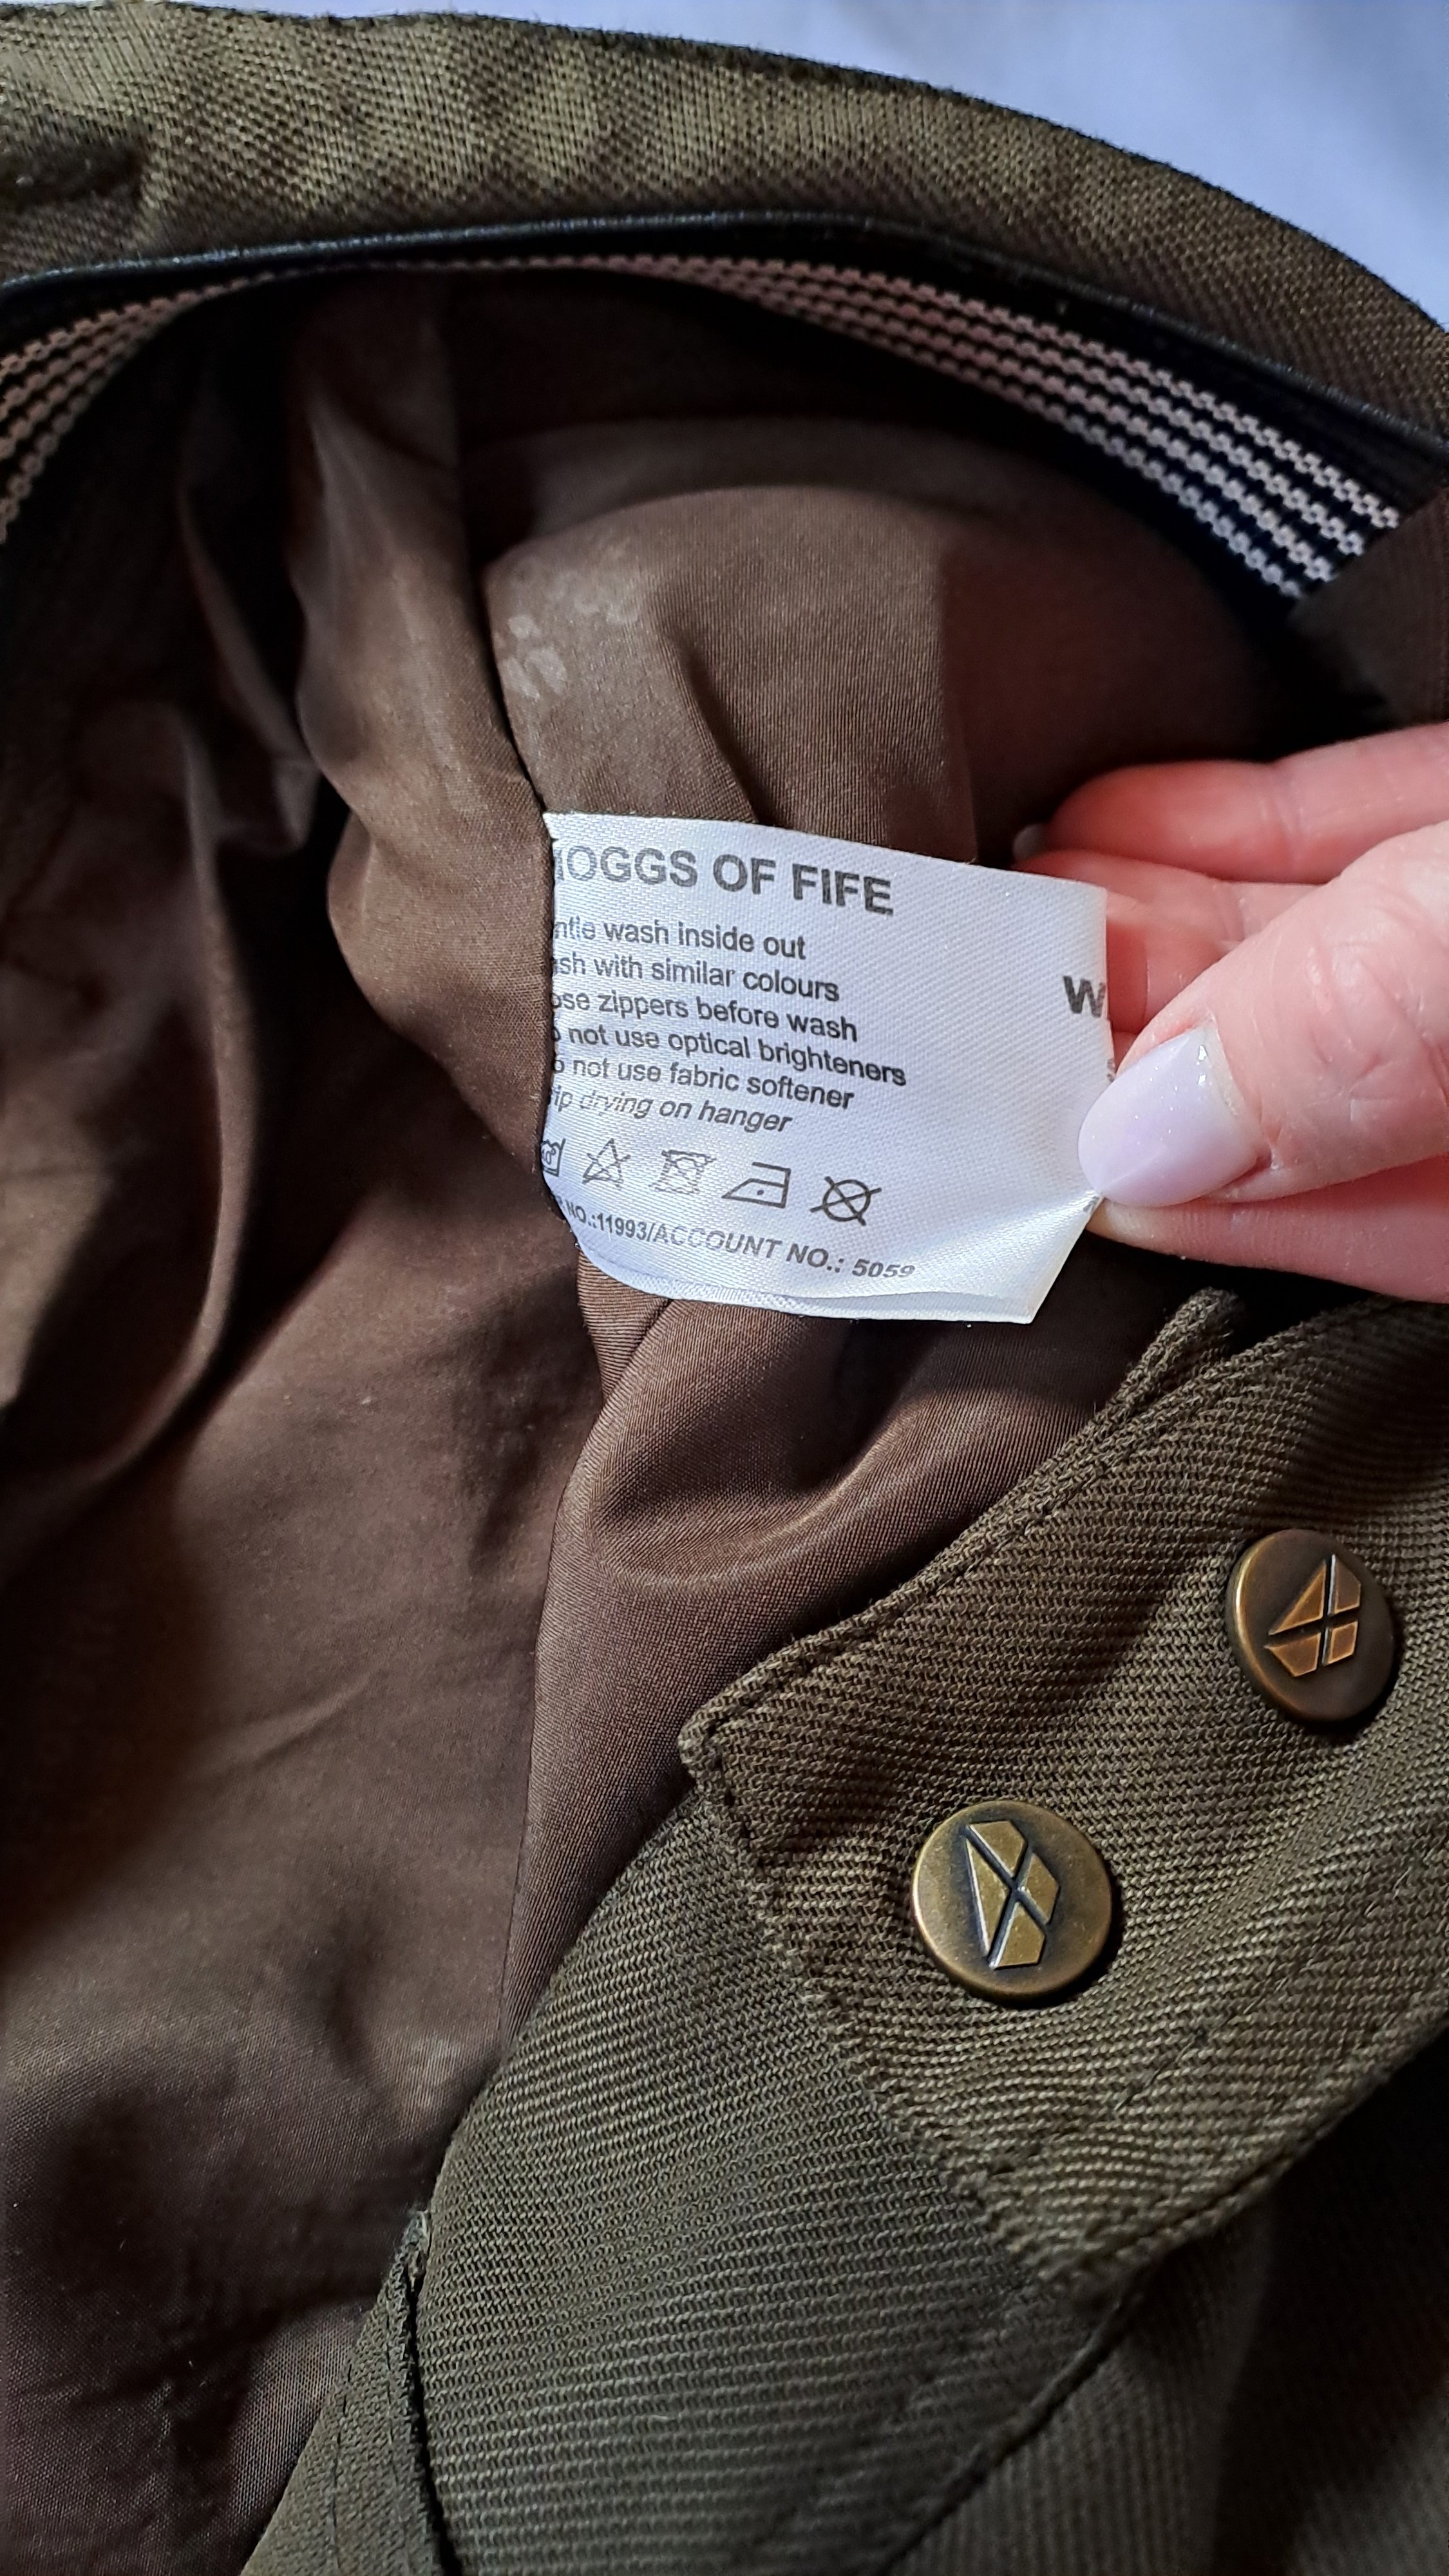 HOGGS OF FIFE
ntle wash inside out
sh with similar colours
ose zippers before wash
o not use optical brighteners
o not use fabric softener
ip drying on hanger
W
NO.:11993/ACCOUNT NO.: 5059